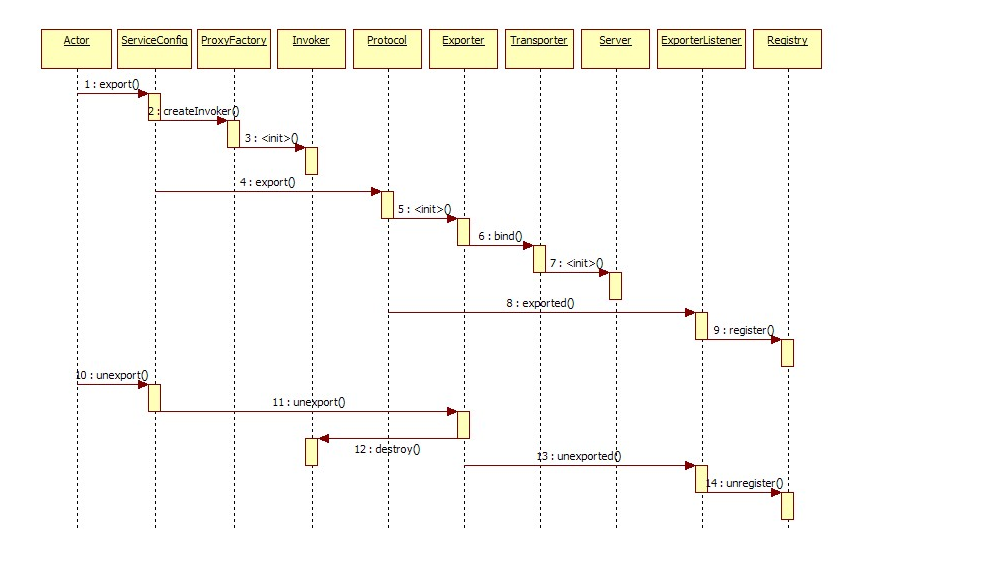 Actor
ServiceConfig
ProxyFactory
Invoker
Protocol
Exporter
Transporter
Server
ExporterListener
Registry
1 : export()
2 : createInvoker()
3 : <init>()
4 : export()
5 : <init>()
6 : bind()
7 : <init>()
8 : exported()
9 : register()
10 : unexport()
11 : unexport()
12 : destroy()
13 : unexported()
14 : unregister()